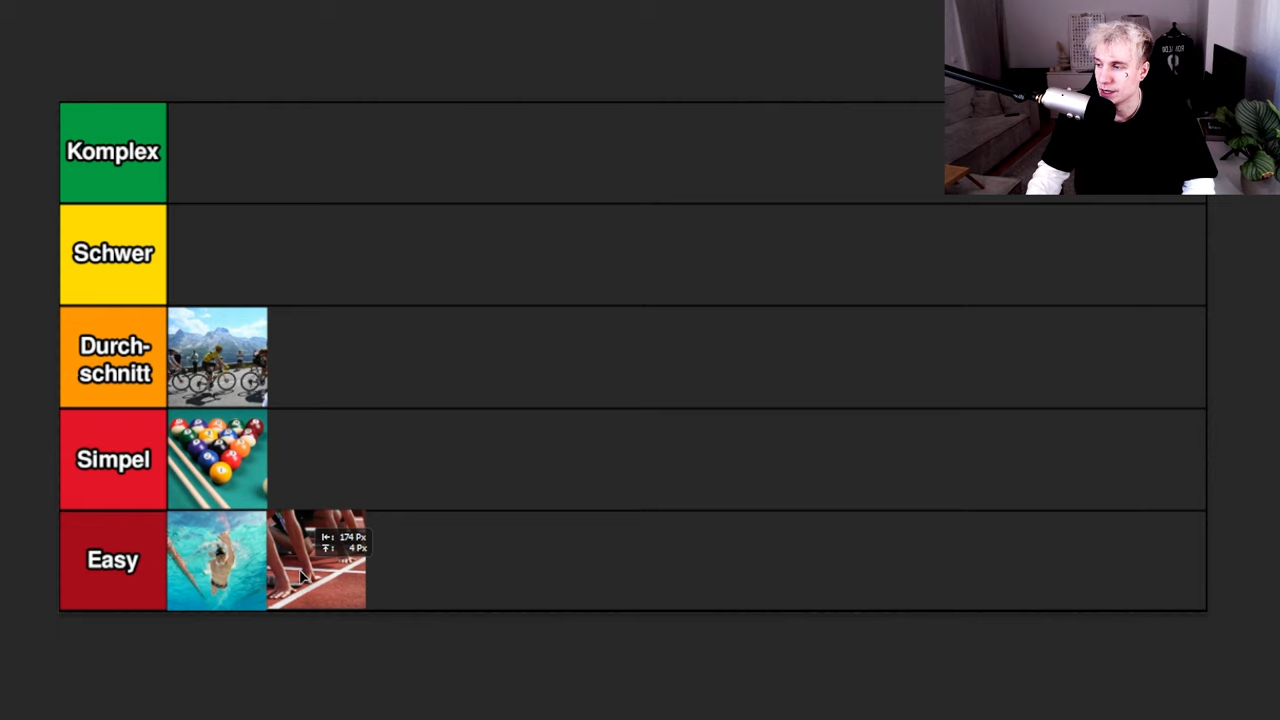 Komplex
Schwer
Durch-
schnitt
Simpel
Easy
174 Px
4 Px